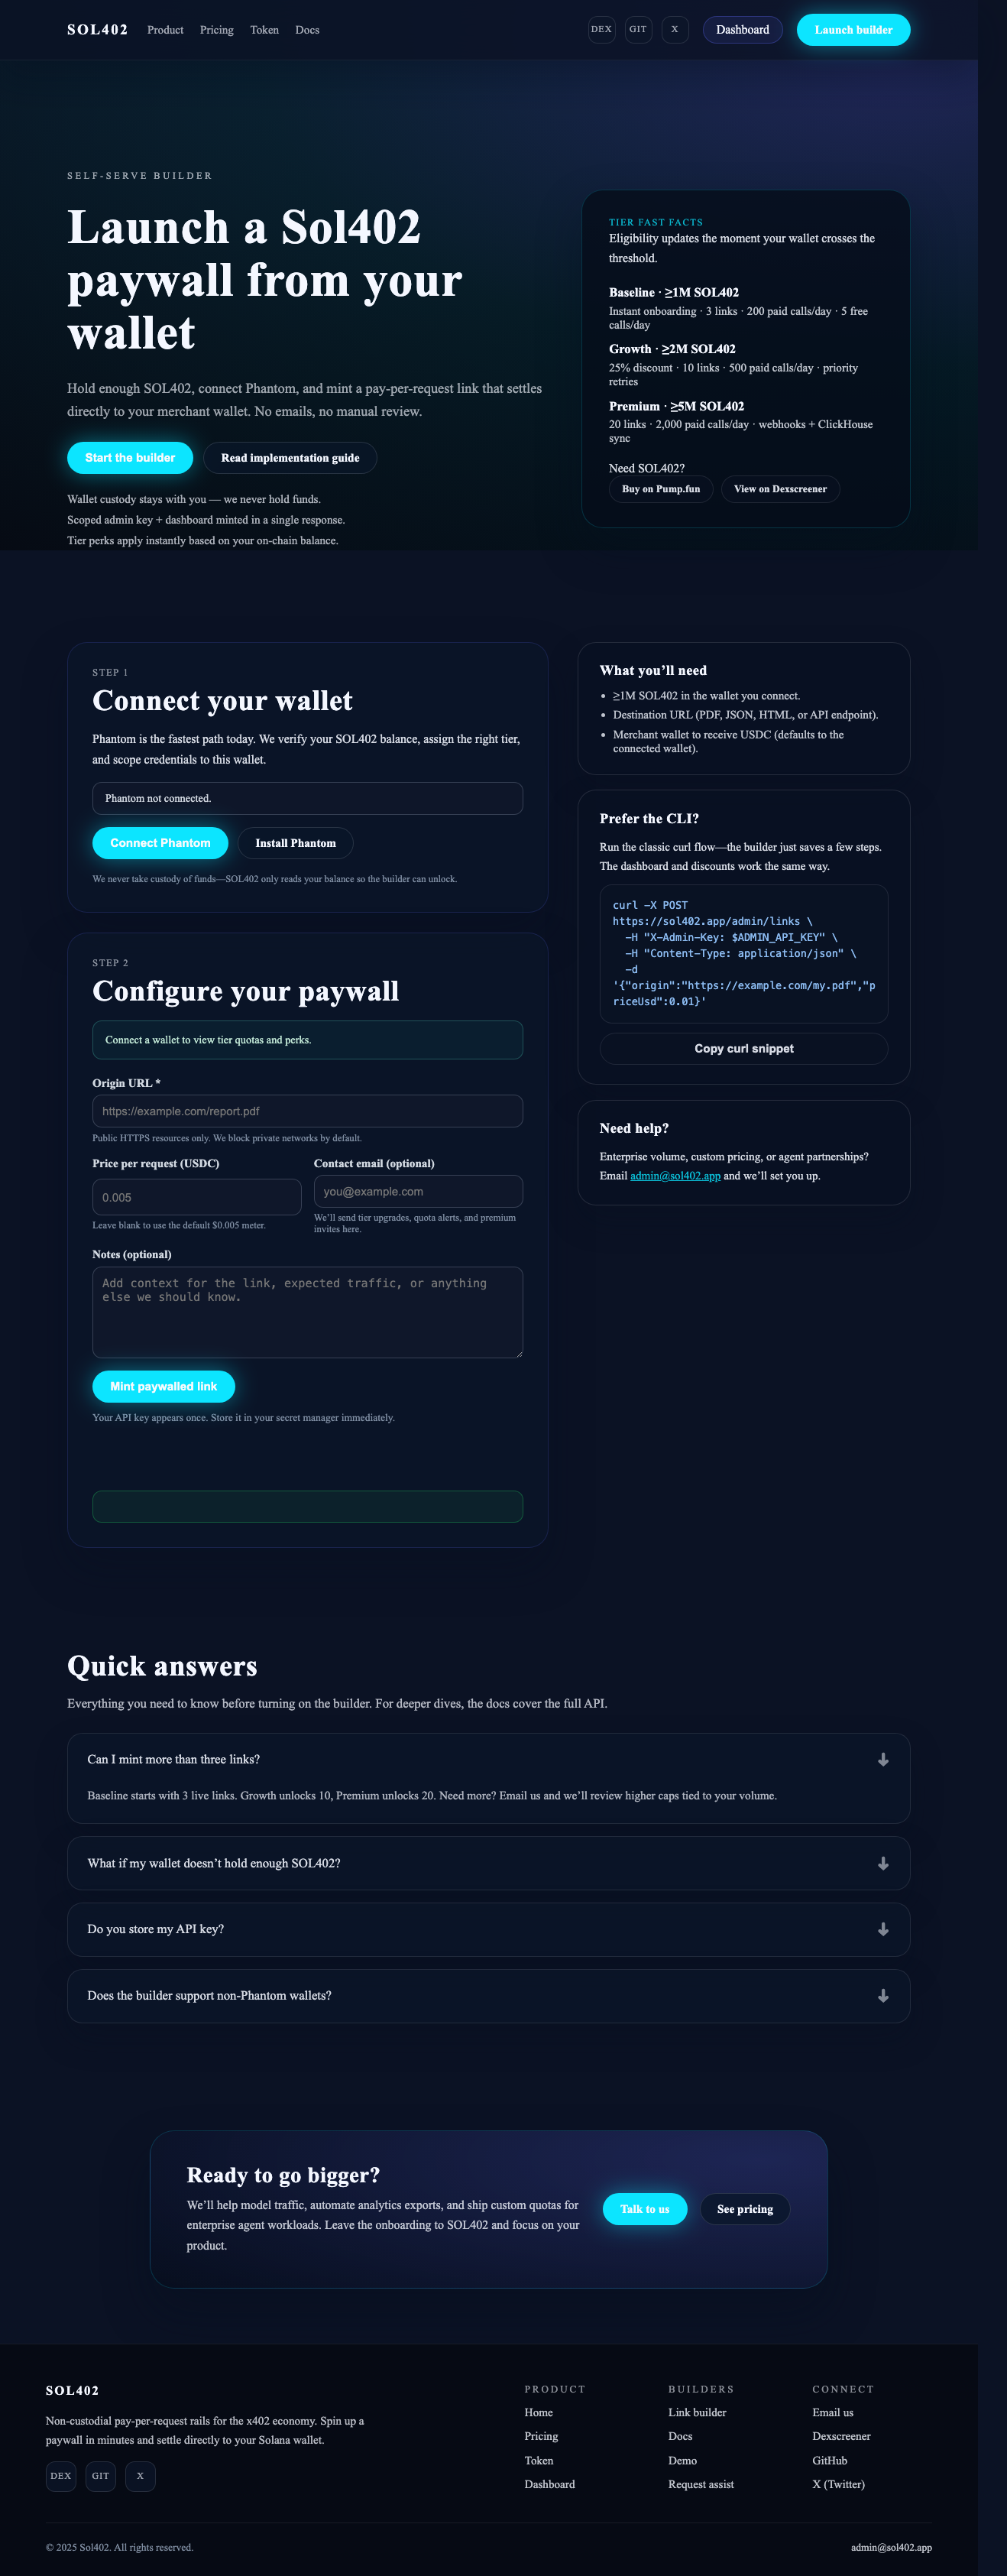 SOL402 Product Pricing Token Docs DEX GIT X Dashboard Launch builder
SELF-SERVE BUILDER
Launch a Sol402
paywall from your
wallet
Hold enough SOL402, connect Phantom, and mint a pay-per-request link that settles
directly to your merchant wallet. No emails, no manual review.
Start the builder Read implementation guide
Wallet custody stays with you — we never hold funds.
Scoped admin key + dashboard minted in a single response.
Tier perks apply instantly based on your on-chain balance.
TIER FAST FACTS
Eligibility updates the moment your wallet crosses the
threshold.
Baseline · ≥1M SOL402
Instant onboarding · 3 links · 200 paid calls/day · 5 free
calls/day
Growth · ≥2M SOL402
25% discount · 10 links · 500 paid calls/day · priority
retries
Premium · ≥5M SOL402
20 links · 2,000 paid calls/day · webhooks + ClickHouse
sync
Need SOL402?
Buy on Pump.fun View on Dexscreener
STEP 1
Connect your wallet
Phantom is the fastest path today. We verify your SOL402 balance, assign the right tier,
and scope credentials to this wallet.
Phantom not connected.
Connect Phantom Install Phantom
We never take custody of funds—SOL402 only reads your balance so the builder can unlock.
STEP 2
Configure your paywall
Connect a wallet to view tier quotas and perks.
Origin URL *
https://example.com/report.pdf
Public HTTPS resources only. We block private networks by default.
Price per request (USDC) Contact email (optional)
0.005 you@example.com
Leave blank to use the default $0.005 meter. We’ll send tier upgrades, quota alerts, and premium
invites here.
Notes (optional)
Add context for the link, expected traffic, or anything
else we should know.
Mint paywalled link
Your API key appears once. Store it in your secret manager immediately.
What you’ll need
• ≥1M SOL402 in the wallet you connect.
• Destination URL (PDF, JSON, HTML, or API endpoint).
• Merchant wallet to receive USDC (defaults to the
connected wallet).
Prefer the CLI?
Run the classic curl flow—the builder just saves a few steps.
The dashboard and discounts work the same way.
curl -X POST
https://sol402.app/admin/links \
-H "X-Admin-Key: $ADMIN_API_KEY" \
-H "Content-Type: application/json" \
-d
'{"origin":"https://example.com/my.pdf","p
riceUsd":0.01}'
Copy curl snippet
Need help?
Enterprise volume, custom pricing, or agent partnerships?
Email admin@sol402.app and we’ll set you up.
Quick answers
Everything you need to know before turning on the builder. For deeper dives, the docs cover the full API.
Can I mint more than three links?
Baseline starts with 3 live links. Growth unlocks 10, Premium unlocks 20. Need more? Email us and we’ll review higher caps tied to your volume.
What if my wallet doesn’t hold enough SOL402?
Do you store my API key?
Does the builder support non-Phantom wallets?
Ready to go bigger?
We’ll help model traffic, automate analytics exports, and ship custom quotas for
enterprise agent workloads. Leave the onboarding to SOL402 and focus on your
product.
Talk to us See pricing
SOL402
Non-custodial pay-per-request rails for the x402 economy. Spin up a
paywall in minutes and settle directly to your Solana wallet.
DEX GIT X
PRODUCT
Home
Pricing
Token
Dashboard
BUILDERS
Link builder
Docs
Demo
Request assist
CONNECT
Email us
Dexscreener
GitHub
X (Twitter)
© 2025 Sol402. All rights reserved. admin@sol402.app